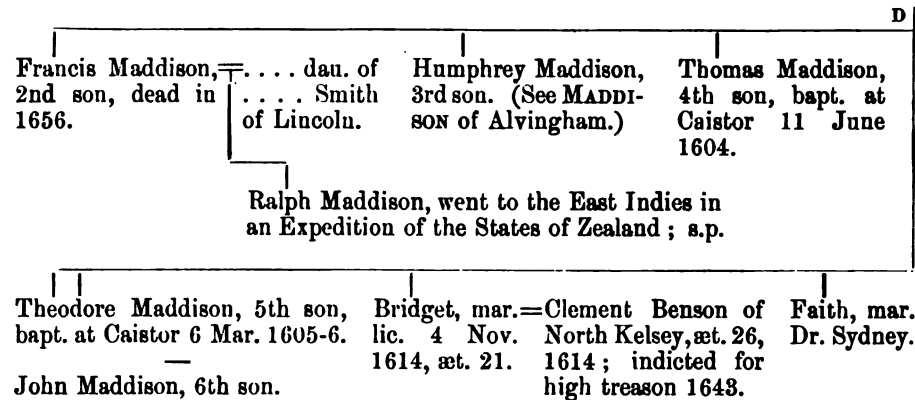 D
Francis Maddison,=.... dau. of
2nd son, dead in .... Smith
1656. of Lincoln.
Humphrey Maddison,
3rd son. (See MADDI-
SON of Alvingham.)
Thomas Maddison,
4th son, bapt. at
Caistor 11 June
1604.
Ralph Maddison, went to the East Indies in
an Expedition of the States of Zealand ; s.p.
Theodore Maddison, 5th son,
bapt. at Caistor 6 Mar. 1605-6.
—
John Maddison, 6th son.
Bridget, mar.=Clement Benson of
lic. 4 Nov. North Kelsey, æt. 26,
1614, æt. 21. 1614 ; indicted for
high treason 1643.
Faith, mar.
Dr. Sydney.